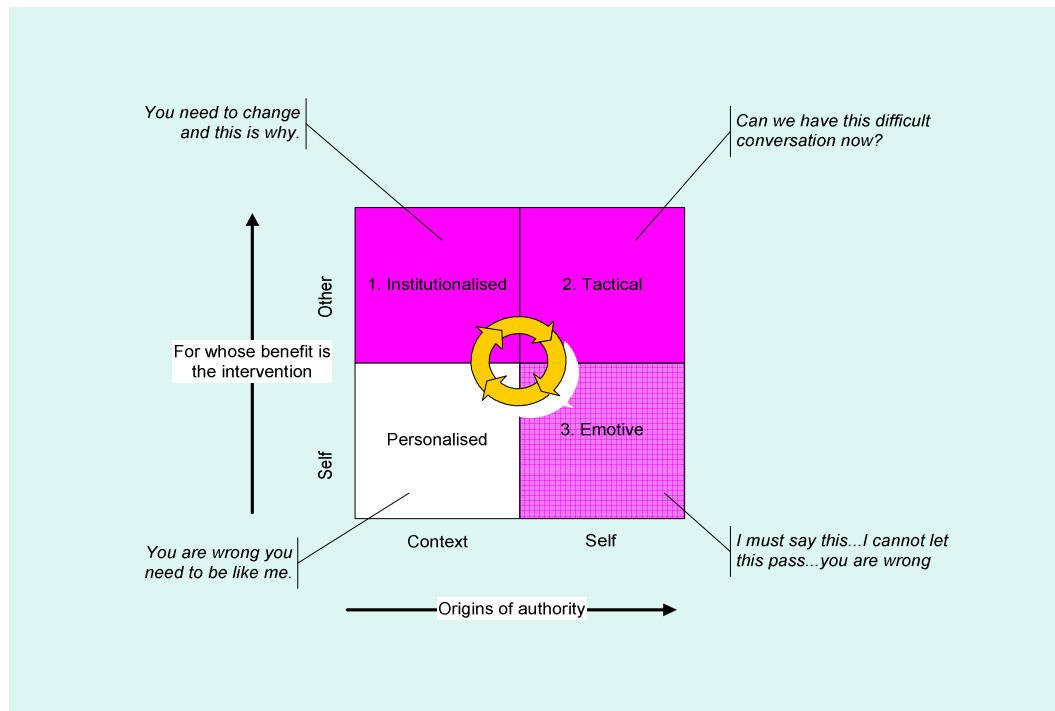 You need to change
and this is why.
Can we have this difficult
conversation now?
Other
1. Institutionalised
2. Tactical
For whose benefit is
the intervention
Self
Personalised
3. Emotive
Context
Self
You are wrong you
need to be like me.
I must say this...I cannot let
this pass...you are wrong
Origins of authority